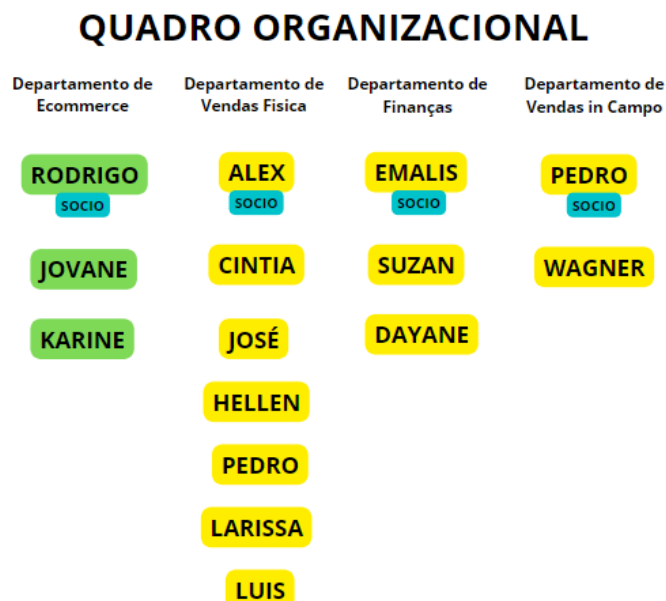 QUADRO ORGANIZACIONAL
Departamento de
Ecommerce
RODRIGO
SOCIO
JOVANE
KARINE
Departamento de
Vendas Fisica
ALEX
SOCIO
CINTIA
JOSÉ
HELLEN
PEDRO
LARISSA
LUIS
Departamento de
Finanças
EMALIS
SOCIO
SUZAN
DAYANE
Departamento de
Vendas in Campo
PEDRO
SOCIO
WAGNER